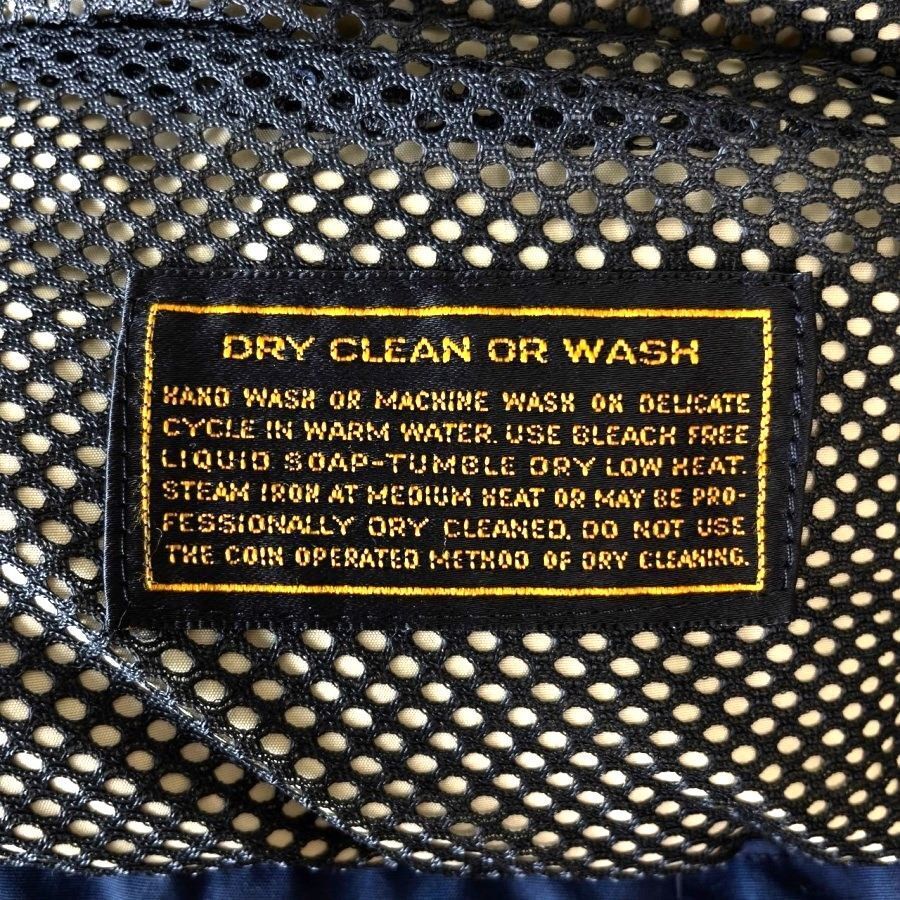 DRY CLEAN OR WASH
HAND WASH OR MACHINE WASH ON DELICATE
CYCLE IN WARM WATER. USE BLEACH FREE
LIQUID SOAP-TUMBLE DRY LOW HEAT.
STEAM IRON AT MEDIUM HEAT OR MAY BE PRO-
FESSIONALLY DRY CLEANED. DO NOT USE
THE COIN OPERATED METHOD OF DRY CLEANING.